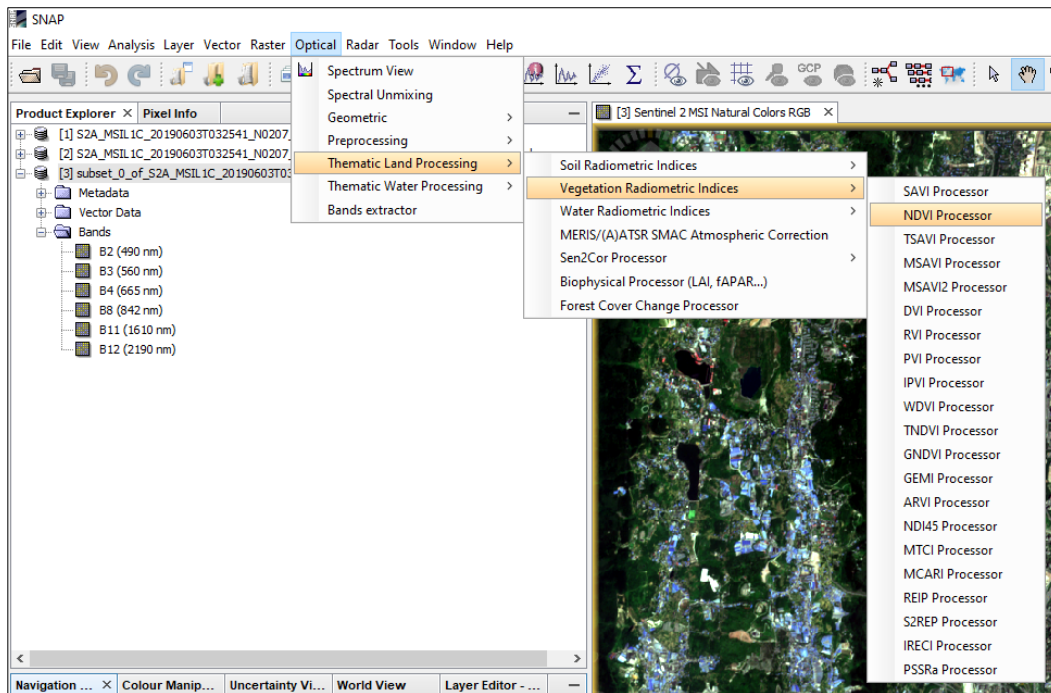 SNAP
File Edit View Analysis Layer Vector Raster Optical Radar Tools Window Help
GCP
Product Explorer × Pixel Info
[1] S2A_MSIL1C_20190603T032541_N0207_
[2] S2A_MSIL1C_20190603T032541_N0207_
[3] subset_0_of_S2A_MSIL1C_20190603T03
Metadata
Vector Data
Bands
B2 (490 nm)
B3 (560 nm)
B4 (665 nm)
B8 (842 nm)
B11 (1610 nm)
B12 (2190 nm)
Spectrum View
Spectral Unmixing
Geometric
Preprocessing
Thematic Land Processing
Thematic Water Processing
Bands extractor
[3] Sentinel 2 MSI Natural Colors RGB ×
Soil Radiometric Indices
Vegetation Radiometric Indices
Water Radiometric Indices
MERIS/(A)ATSR SMAC Atmospheric Correction
Sen2Cor Processor
Biophysical Processor (LAI, fAPAR...)
Forest Cover Change Processor
SAVI Processor
NDVI Processor
TSAVI Processor
MSAVI Processor
MSAVI2 Processor
DVI Processor
RVI Processor
PVI Processor
IPVI Processor
WDVI Processor
TNDVI Processor
GNDVI Processor
GEMI Processor
ARVI Processor
NDI45 Processor
MTCI Processor
MCARI Processor
REIP Processor
S2REP Processor
IRECI Processor
PSSRa Processor
Navigation ... × Colour Manip... Uncertainty Vi... World View Layer Editor - ...